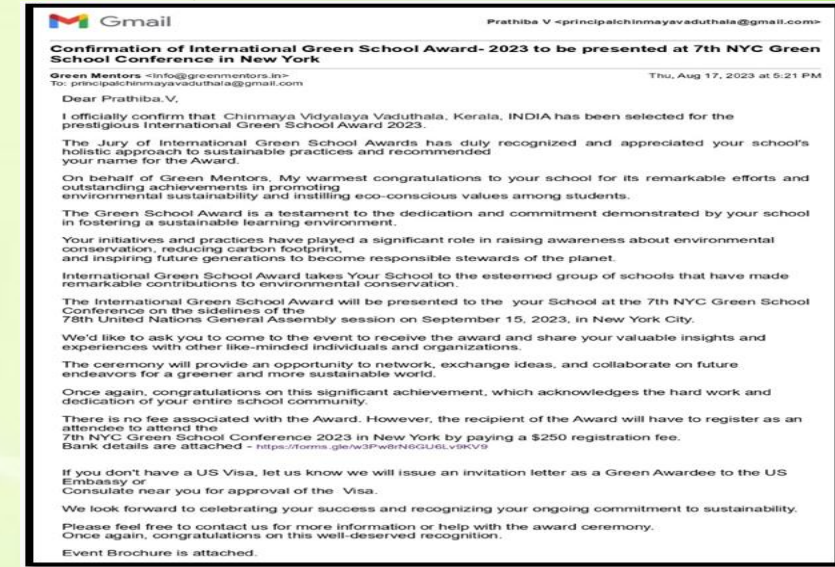 Gmail
Prathiba V <principalchinmayavaduthala@gmail.com>
Confirmation of International Green School Award- 2023 to be presented at 7th NYC Green
School Conference in New York
Green Mentors <info@greenmentors.in>
Thu, Aug 17, 2023 at 5:21 PM
To: principalchinmayavaduthala@gmail.com
Dear Prathiba.V,
I officially confirm that Chinmaya Vidyalaya Vaduthala, Kerala, INDIA has been selected for the
prestigious International Green School Award 2023.
The Jury of International Green School Awards has duly recognized and appreciated your school's
holistic approach to sustainable practices and recommended
your name for the Award.
On behalf of Green Mentors, My warmest congratulations to your school for its remarkable efforts and
outstanding achievements in promoting
environmental sustainability and instilling eco-conscious values among students.
The Green School Award is a testament to the dedication and commitment demonstrated by your school
in fostering a sustainable learning environment.
Your initiatives and practices have played a significant role in raising awareness about environmental
conservation, reducing carbon footprint,
and inspiring future generations to become responsible stewards of the planet.
International Green School Award takes Your School to the esteemed group of schools that have made
remarkable contributions to environmental conservation.
The International Green School Award will be presented to the your School at the 7th NYC Green School
Conference on the sidelines of the
78th United Nations General Assembly session on September 15, 2023, in New York City.
We'd like to ask you to come to the event to receive the award and share your valuable insights and
experiences with other like-minded individuals and organizations.
The ceremony will provide an opportunity to network, exchange ideas, and collaborate on future
endeavors for a greener and more sustainable world.
Once again, congratulations on this significant achievement, which acknowledges the hard work and
dedication of your entire school community.
There is no fee associated with the Award. However, the recipient of the Award will have to register as an
attendee to attend the
7th NYC Green School Conference 2023 in New York by paying a $250 registration fee.
Bank details are attached - https://forms.gle/w3Pw8rN6GU6Lv9KV9
If you don't have a US Visa, let us know we will issue an invitation letter as a Green Awardee to the US
Embassy or
Consulate near you for approval of the Visa.
We look forward to celebrating your success and recognizing your ongoing commitment to sustainability.
Please feel free to contact us for more information or help with the award ceremony.
Once again, congratulations on this well-deserved recognition.
Event Brochure is attached.